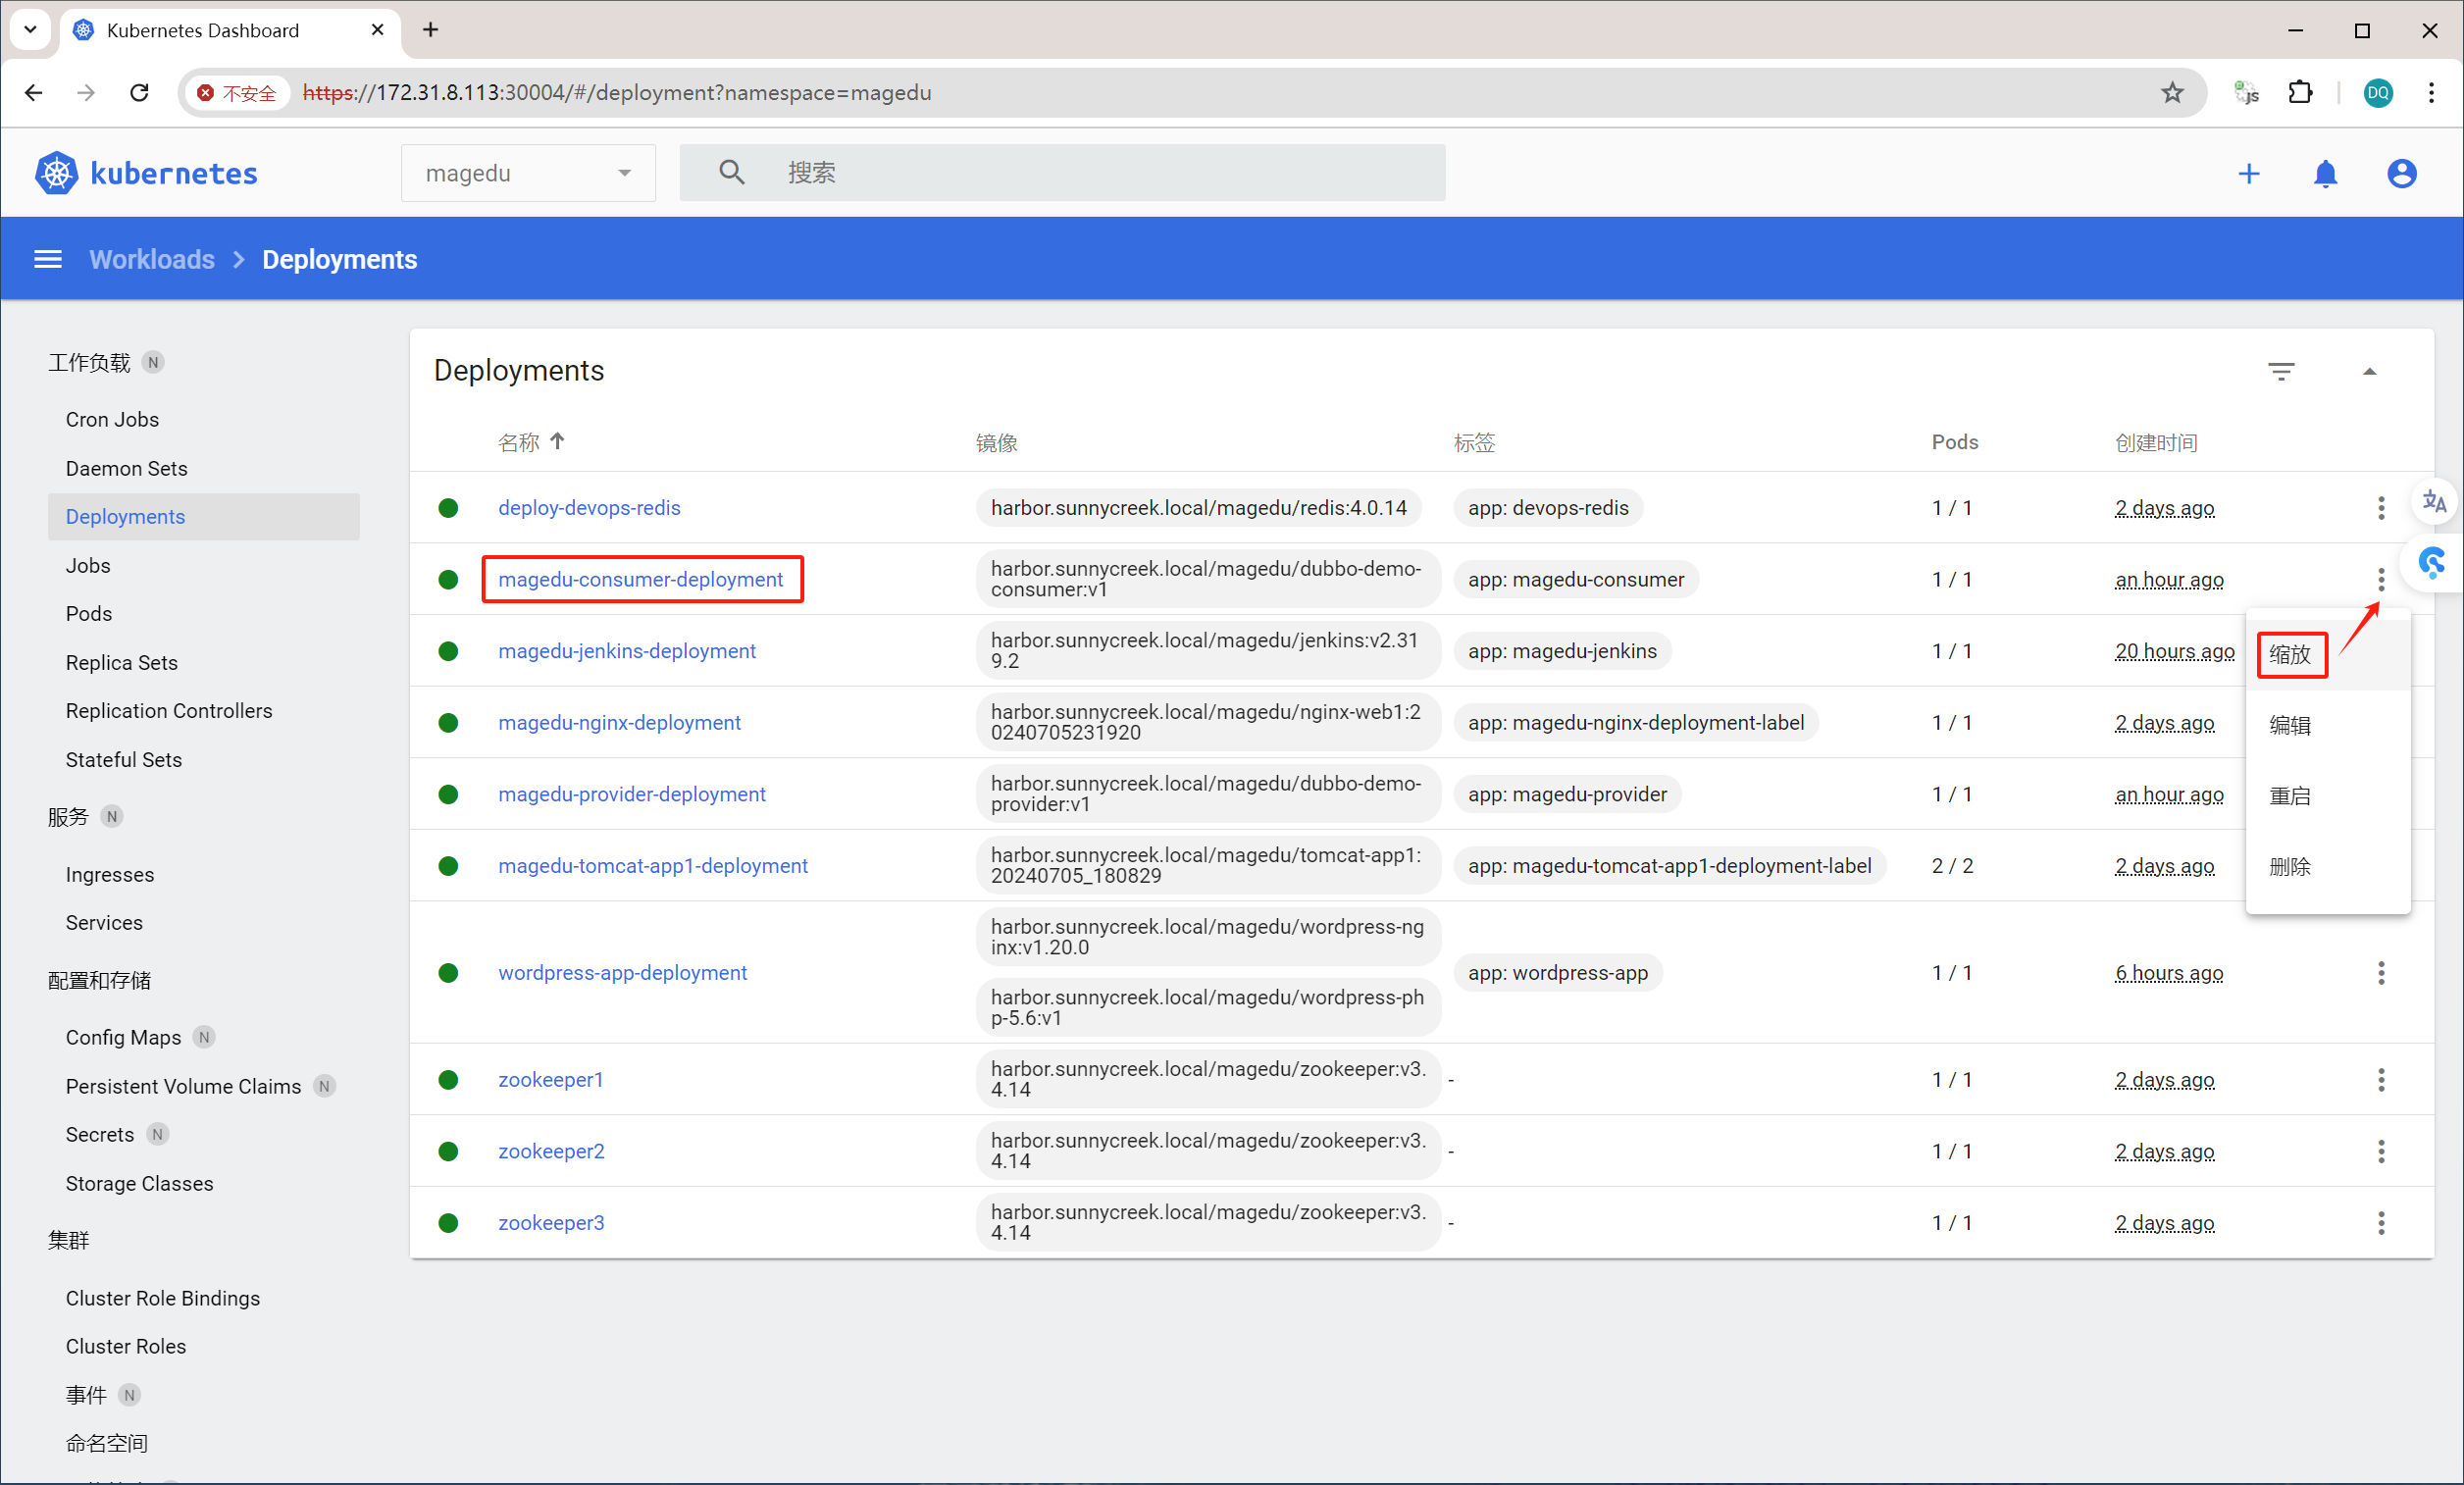 Kubernetes Dashboard
不安全 https://172.31.8.113:30004/#/deployment?namespace=magedu
JS
DQ
kubernetes
magedu
搜索
Workloads > Deployments
工作负载 N
Cron Jobs
Daemon Sets
Deployments
Jobs
Pods
Replica Sets
Replication Controllers
Stateful Sets
服务 N
Ingresses
Services
配置和存储
Config Maps N
Persistent Volume Claims N
Secrets N
Storage Classes
集群
Cluster Role Bindings
Cluster Roles
事件 N
命名空间
Deployments
名称 镜像 标签 Pods 创建时间
deploy-devops-redis harbor.sunnycreek.local/magedu/redis:4.0.14 app: devops-redis 1 / 1 2 days ago
文A
magedu-consumer-deployment harbor.sunnycreek.local/magedu/dubbo-demo-
consumer:v1 app: magedu-consumer 1 / 1 an hour ago
magedu-jenkins-deployment harbor.sunnycreek.local/magedu/jenkins:v2.31
9.2 app: magedu-jenkins 1 / 1 20 hours ago
magedu-nginx-deployment harbor.sunnycreek.local/magedu/nginx-web1:2
0240705231920 app: magedu-nginx-deployment-label 1 / 1 2 days ago
magedu-provider-deployment harbor.sunnycreek.local/magedu/dubbo-demo-
provider:v1 app: magedu-provider 1 / 1 an hour ago
magedu-tomcat-app1-deployment harbor.sunnycreek.local/magedu/tomcat-app1:
20240705_180829 app: magedu-tomcat-app1-deployment-label 2 / 2 2 days ago
wordpress-app-deployment harbor.sunnycreek.local/magedu/wordpress-ng
inx:v1.20.0
harbor.sunnycreek.local/magedu/wordpress-ph
p-5.6:v1 app: wordpress-app 1 / 1 6 hours ago
zookeeper1 harbor.sunnycreek.local/magedu/zookeeper:v3.
4.14 - 1 / 1 2 days ago
zookeeper2 harbor.sunnycreek.local/magedu/zookeeper:v3.
4.14 - 1 / 1 2 days ago
zookeeper3 harbor.sunnycreek.local/magedu/zookeeper:v3.
4.14 - 1 / 1 2 days ago
缩放
编辑
重启
删除